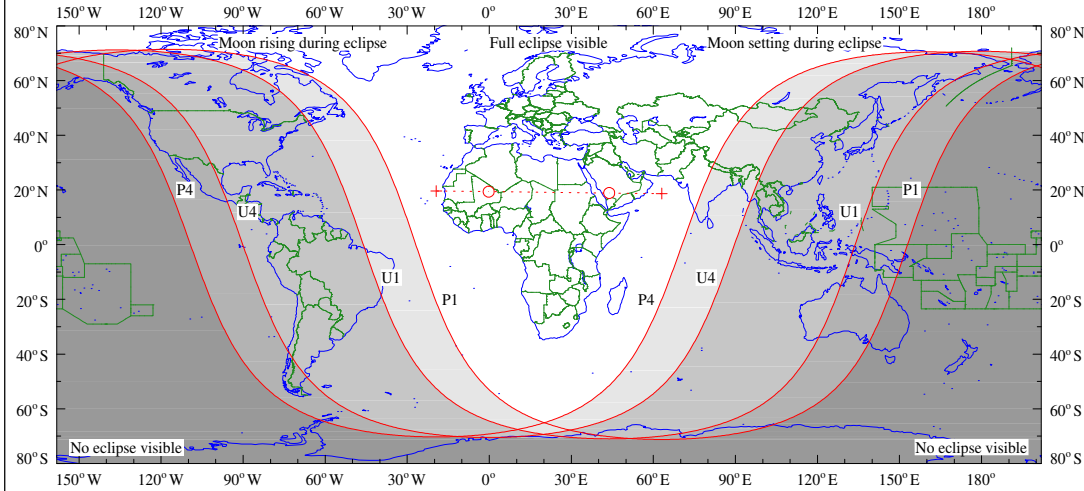 150° W 120° W 90° W 60° W 30° W 0° 30° E 60° E 90° E 120° E 150° E 180°
80° N 80° N
Moon rising during eclipse Full eclipse visible Moon setting during eclipse
60° N 60° N
40° N 40° N
20° N P4 P1 20° N
U4 U1
0° 0°
U1 U4
20° S P1 P4 20° S
40° S 40° S
60° S 60° S
No eclipse visible No eclipse visible
80° S 80° S
150° W 120° W 90° W 60° W 30° W 0° 30° E 60° E 90° E 120° E 150° E 180°